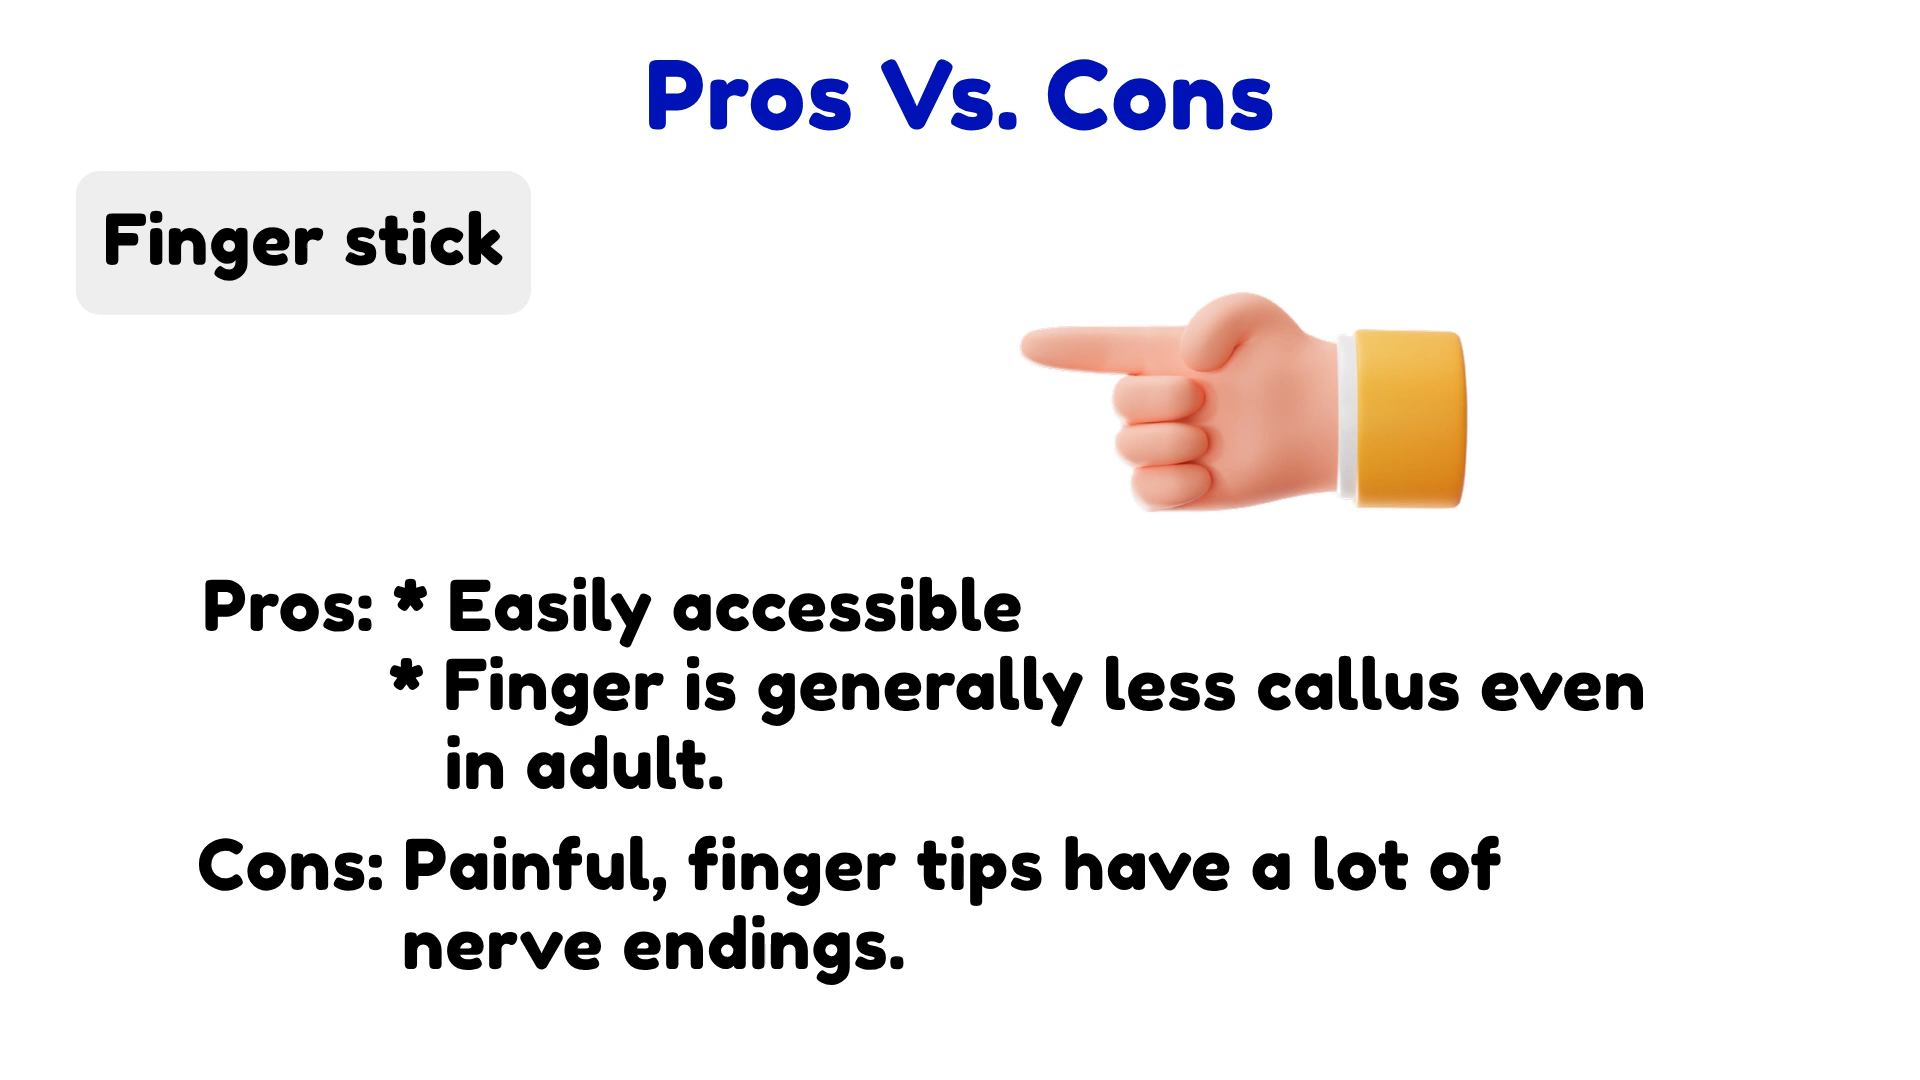 Pros Vs. Cons
Finger stick
Pros: * Easily accessible
* Finger is generally less callus even
in adult.
Cons: Painful, finger tips have a lot of
nerve endings.